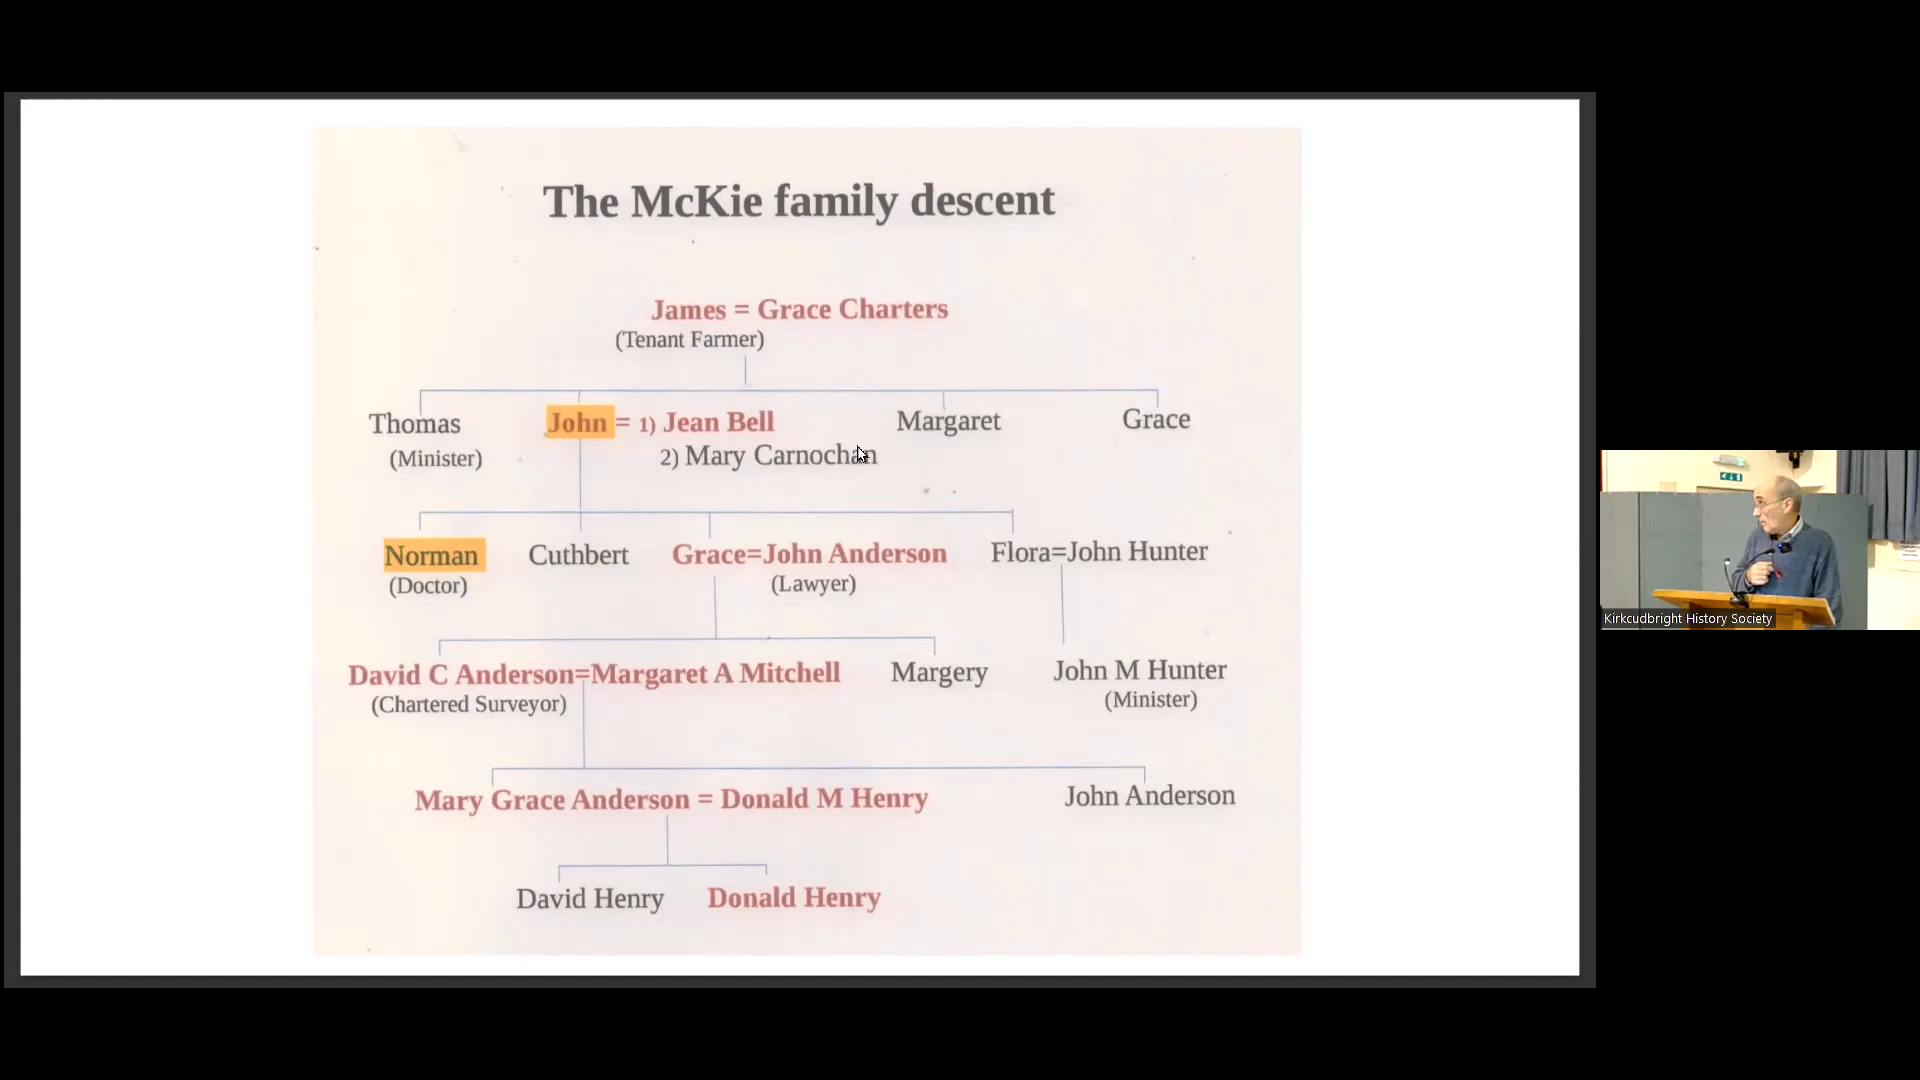 The McKie family descent
James = Grace Charters
(Tenant Farmer)
Thomas John = 1) Jean Bell Margaret Grace
(Minister) 2) Mary Carnochan
Norman Cuthbert Grace=John Anderson Flora=John Hunter
(Doctor) (Lawyer)
David C Anderson=Margaret A Mitchell Margery John M Hunter
(Chartered Surveyor) (Minister)
Mary Grace Anderson = Donald M Henry John Anderson
David Henry Donald Henry
Kirkcudbright History Society